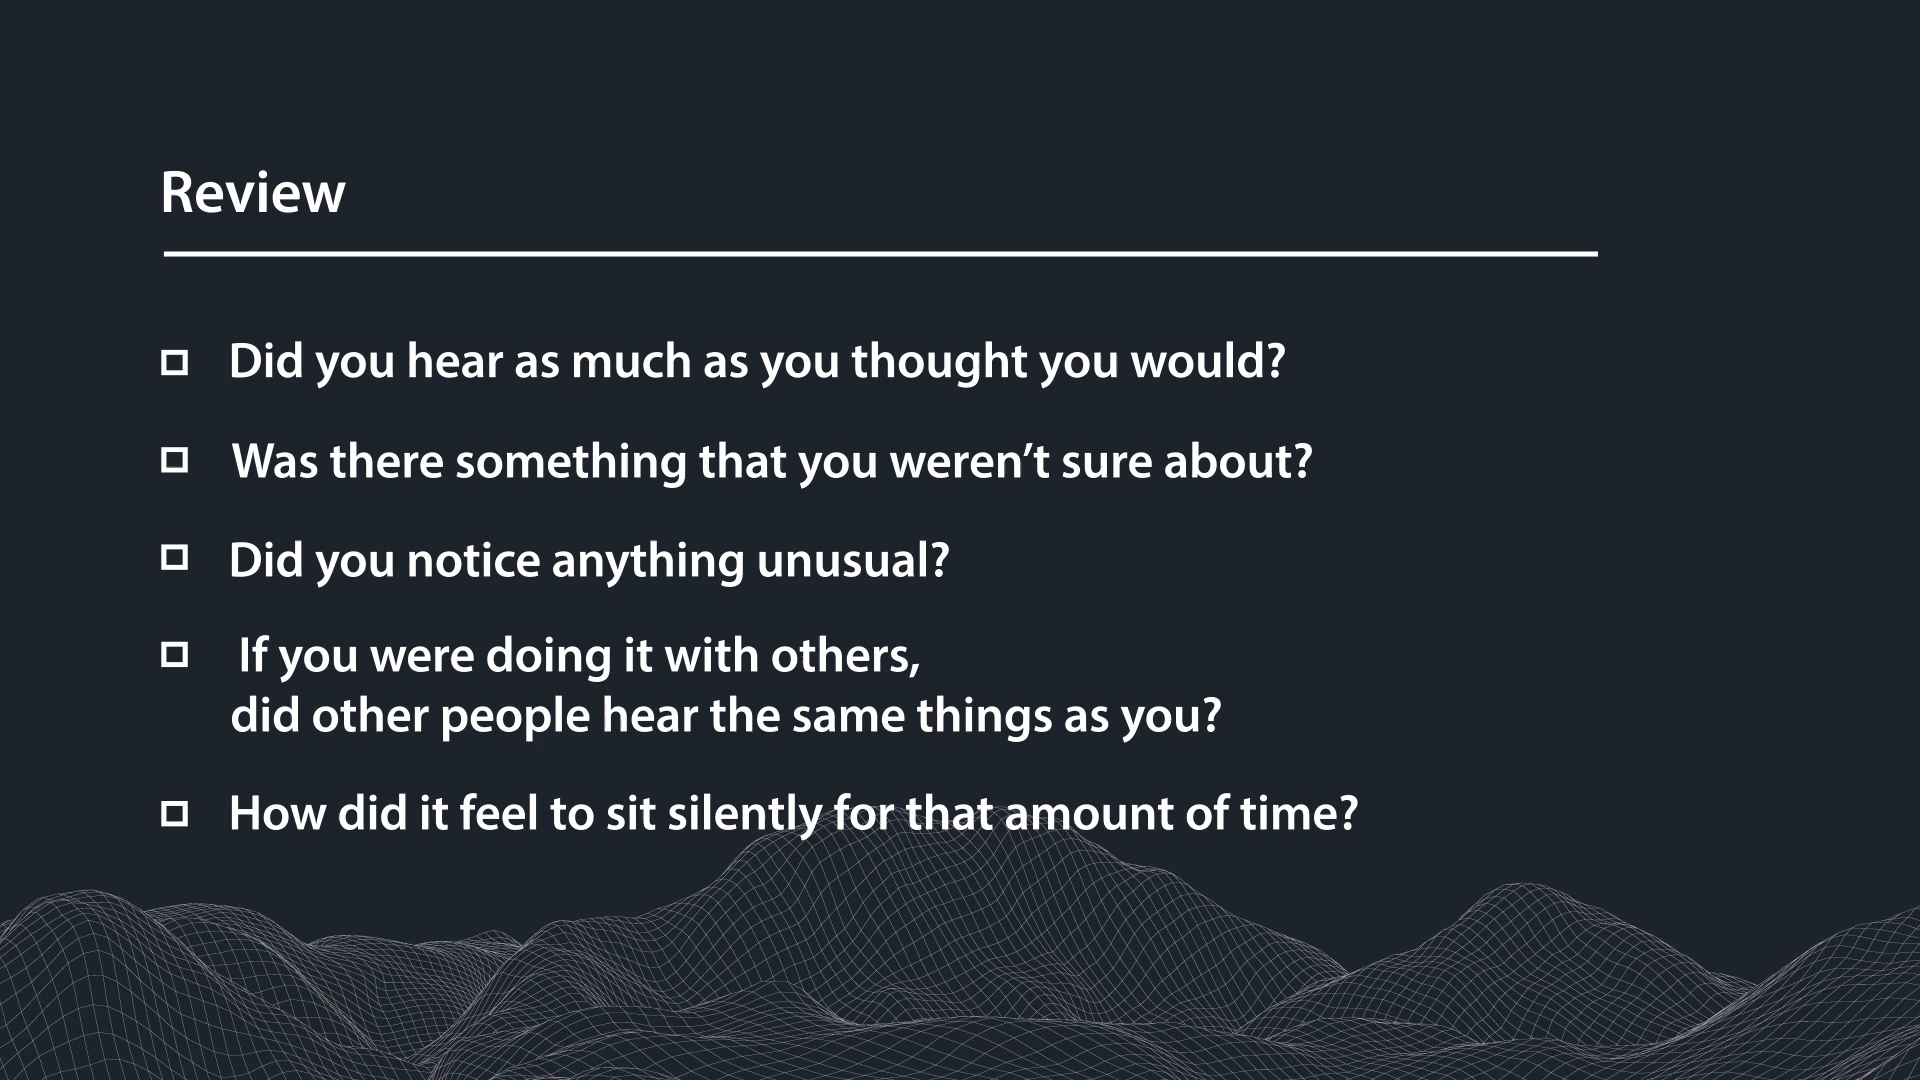 Review
Did you hear as much as you thought you would?
Was there something that you weren’t sure about?
Did you notice anything unusual?
If you were doing it with others,
did other people hear the same things as you?
How did it feel to sit silently for that amount of time?